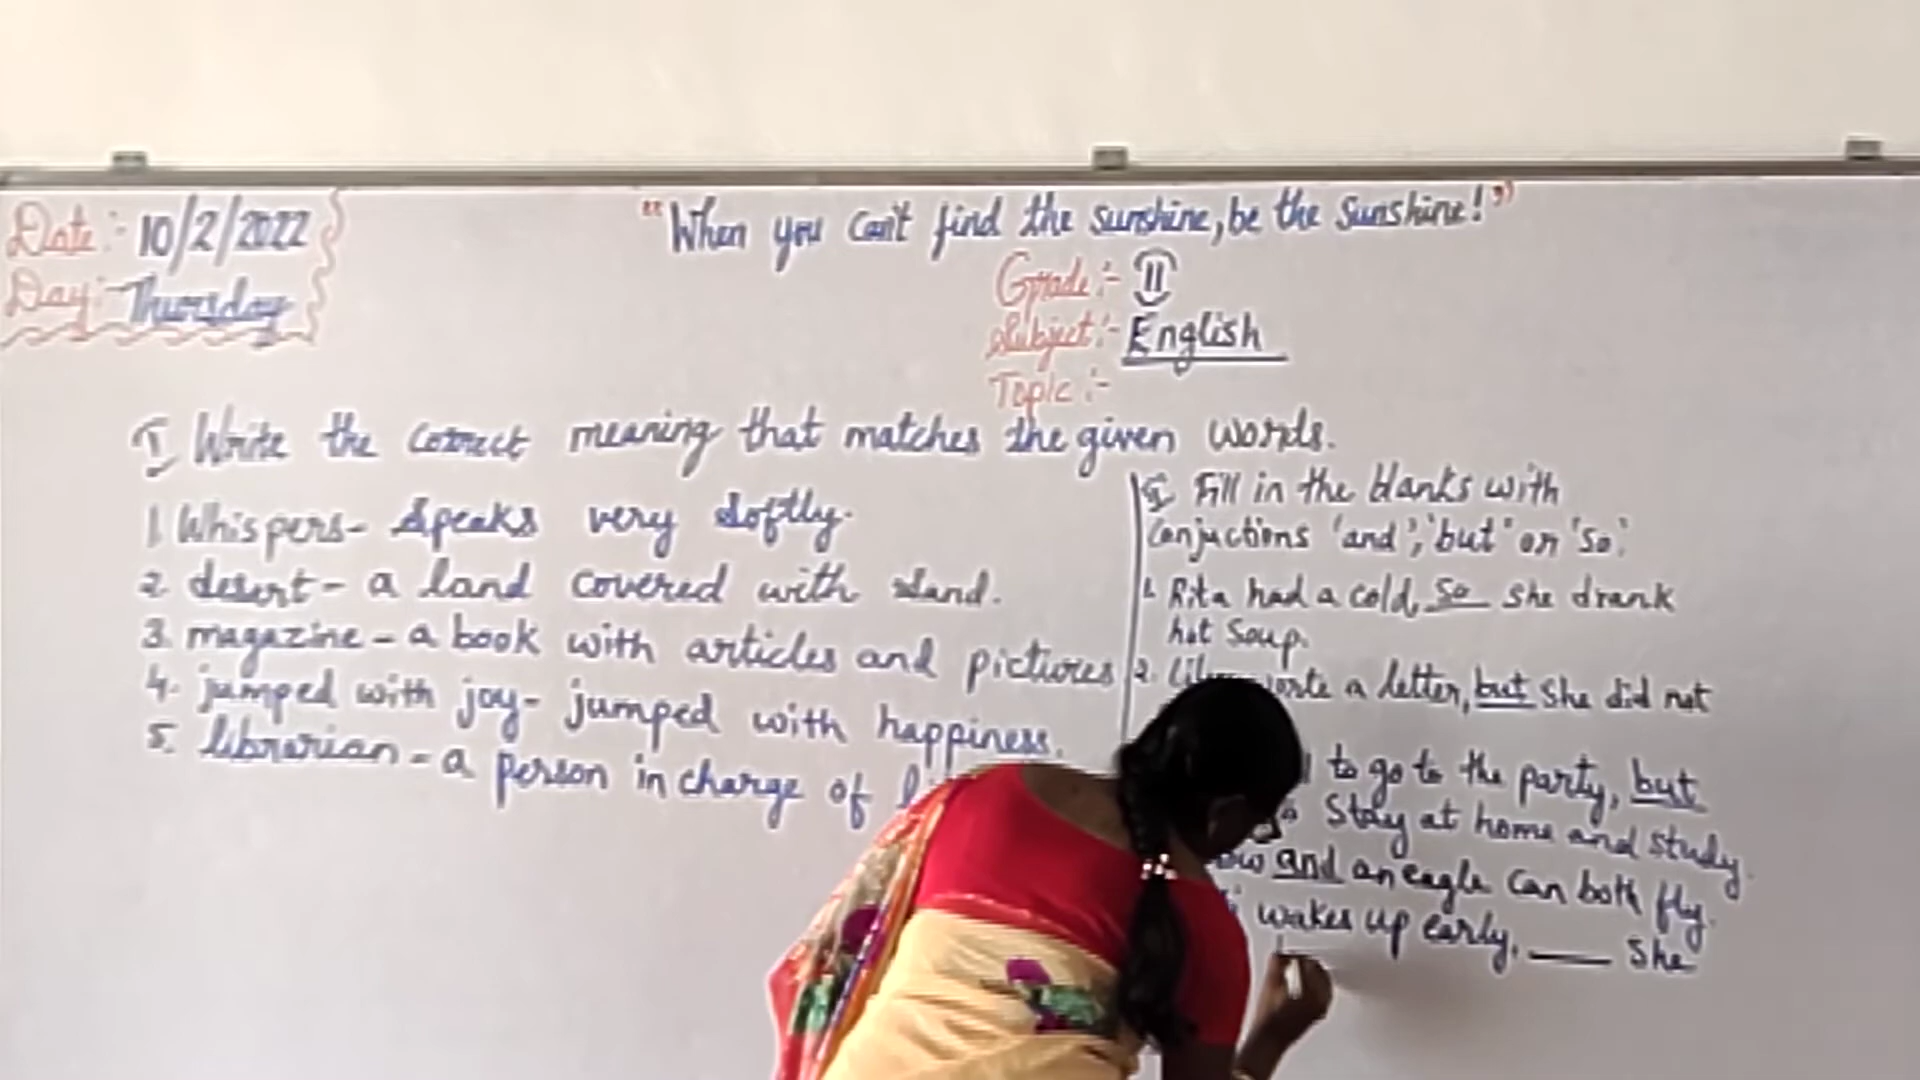 Date:- 10/2/2022
Day:- Thursday
"When you can't find the sunshine, be the sunshine!"
Grade:- II
Subject:- English
Topic:-
I Write the correct meaning that matches the given words.
1. Whispers- Speaks very softly.
2. desert- a land covered with sand.
3. magazine- a book with articles and pictures
4. jumped with joy- jumped with happiness.
5. librarian- a person in charge of
II Fill in the blanks with
Conjuctions 'and', 'but' or 'so'.
1. Rita had a cold, so she drank
hot Soup.
2. a letter, but she did not
to go to the party, but
Stay at home and study.
and an eagle can both fly.
wakes up early, ____ She